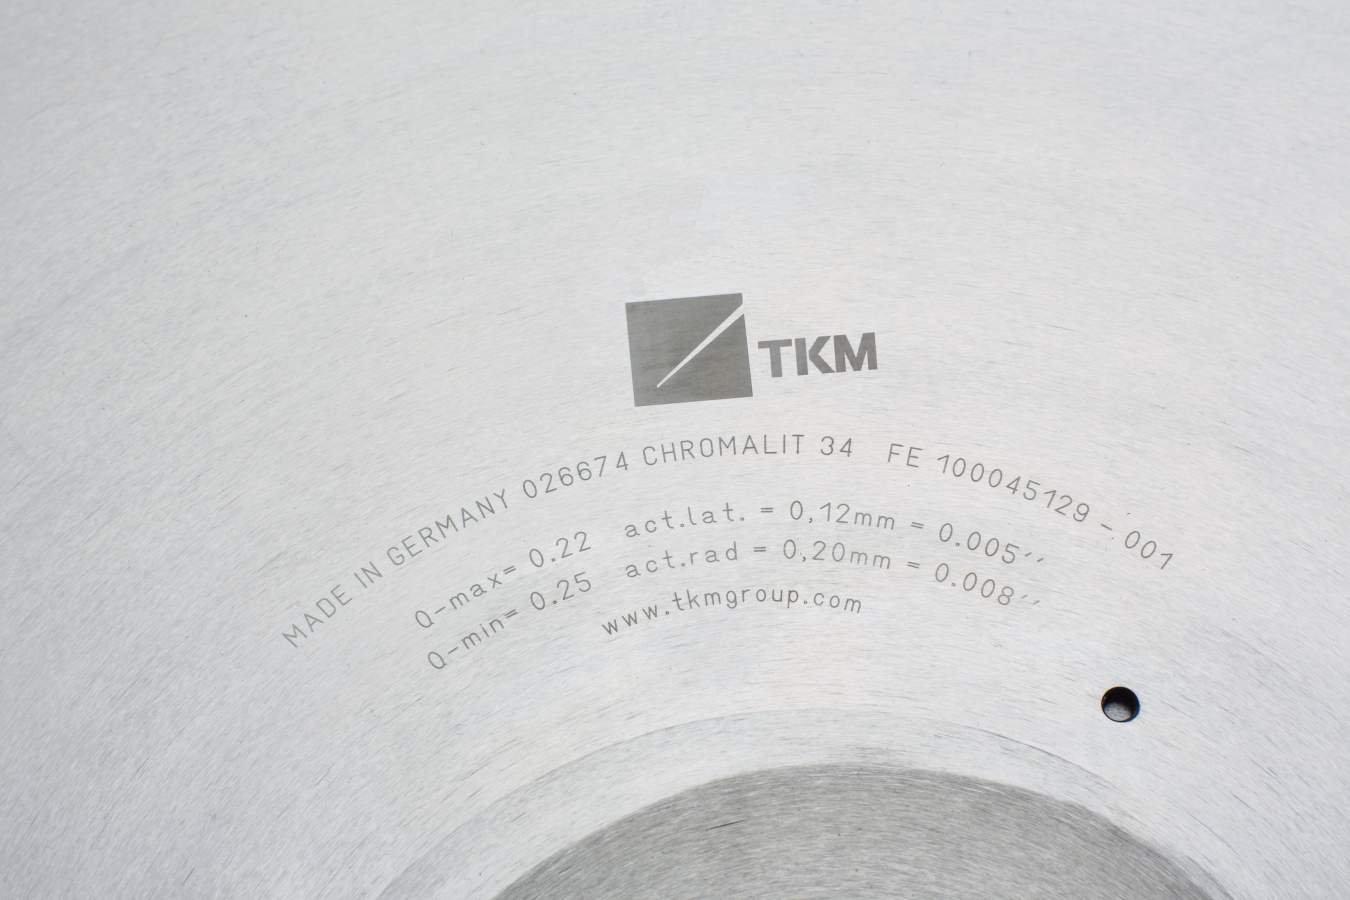 TKM
MADE IN GERMANY 026674 CHROMALIT 34 FE 100045129 - 001
Q-max= 0.22 act.lat. = 0,12mm = 0.005''
Q-min= 0.25 act.rad = 0,20mm = 0.008''
www.tkmgroup.com